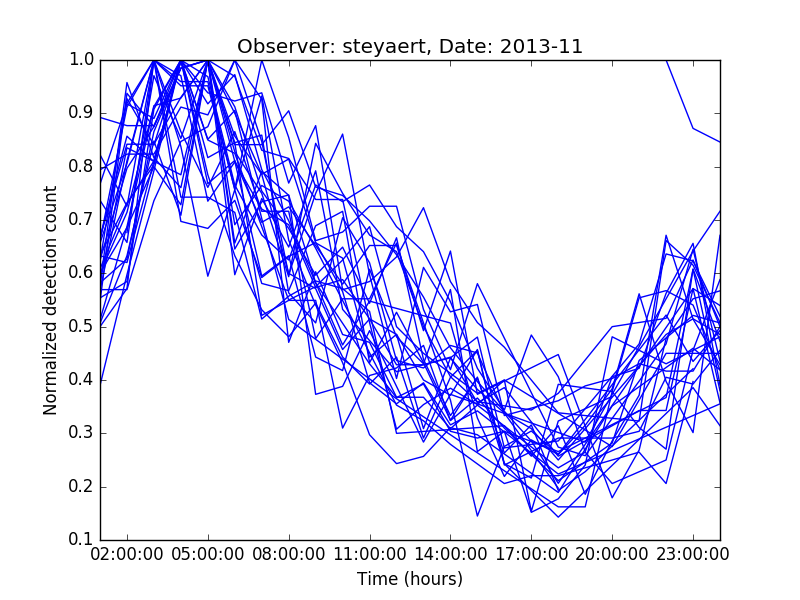 Observer: steyaert, Date: 2013-11
Normalized detection count
1.0
0.9
0.8
0.7
0.6
0.5
0.4
0.3
0.2
0.1
02:00:00 05:00:00 08:00:00 11:00:00 14:00:00 17:00:00 20:00:00 23:00:00
Time (hours)